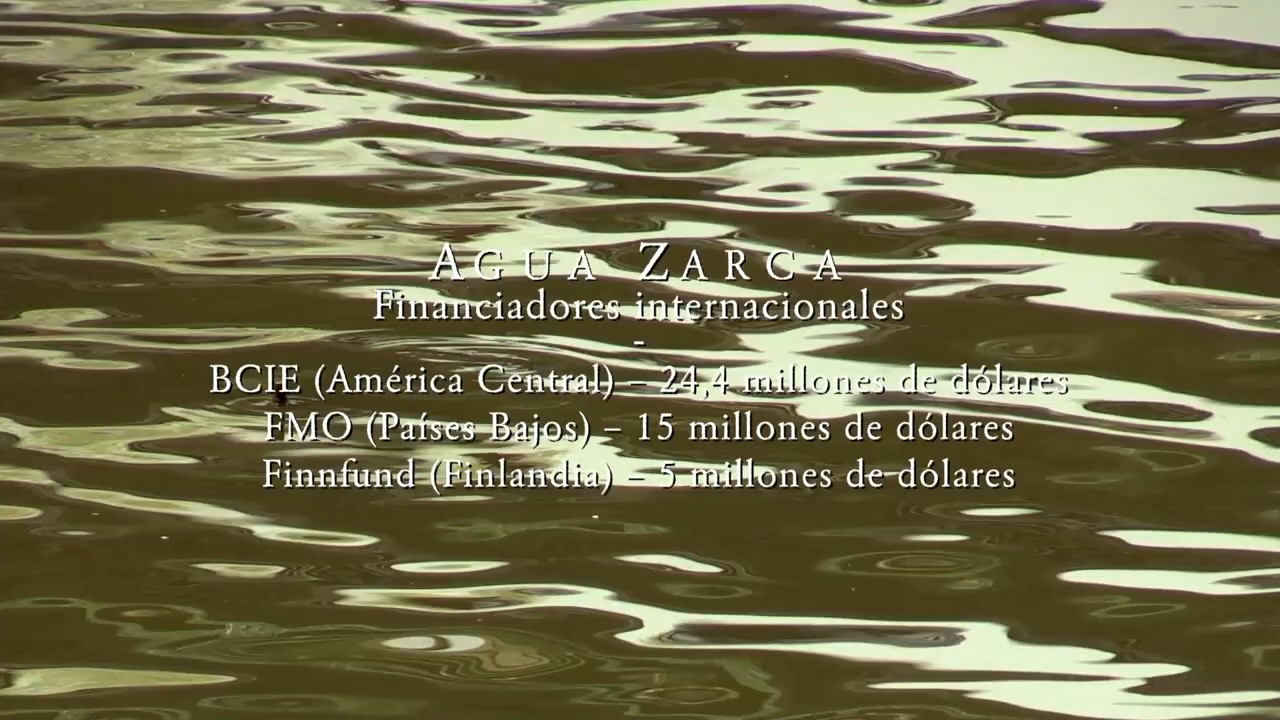 AGUA ZARCA
Financiadores internacionales
-
BCIE (América Central) – 24,4 millones de dólares
FMO (Países Bajos) – 15 millones de dólares
Finnfund (Finlandia) – 5 millones de dólares